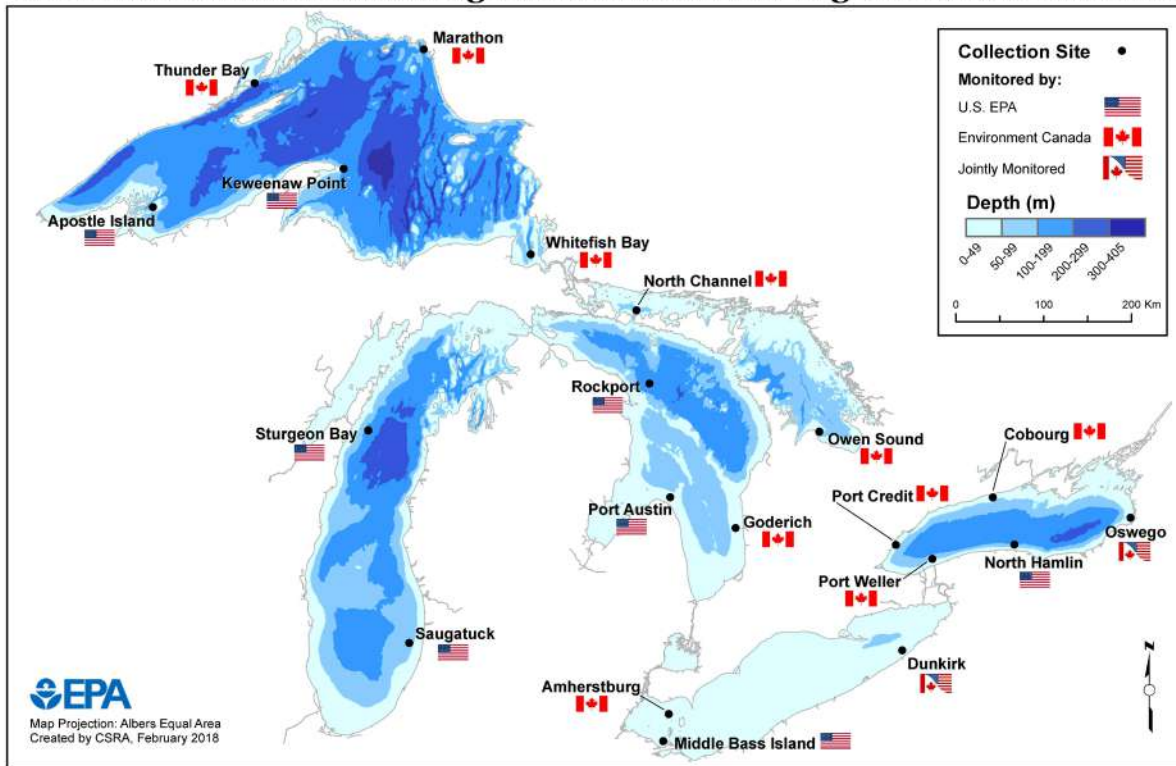 Marathon
Thunder Bay
Keweenaw Point
Apostle Island
Whitefish Bay
North Channel
Rockport
Sturgeon Bay
Owen Sound
Cobourg
Port Credit
Port Austin
Goderich
Oswego
North Hamlin
Port Weller
Saugatuck
Dunkirk
Amherstburg
Middle Bass Island
Collection Site
Monitored by:
U.S. EPA
Environment Canada
Jointly Monitored
Depth (m)
0-49
50-99
100-199
200-299
300-405
0 100 200 Km
N
EPA
Map Projection: Albers Equal Area
Created by CSRA, February 2018